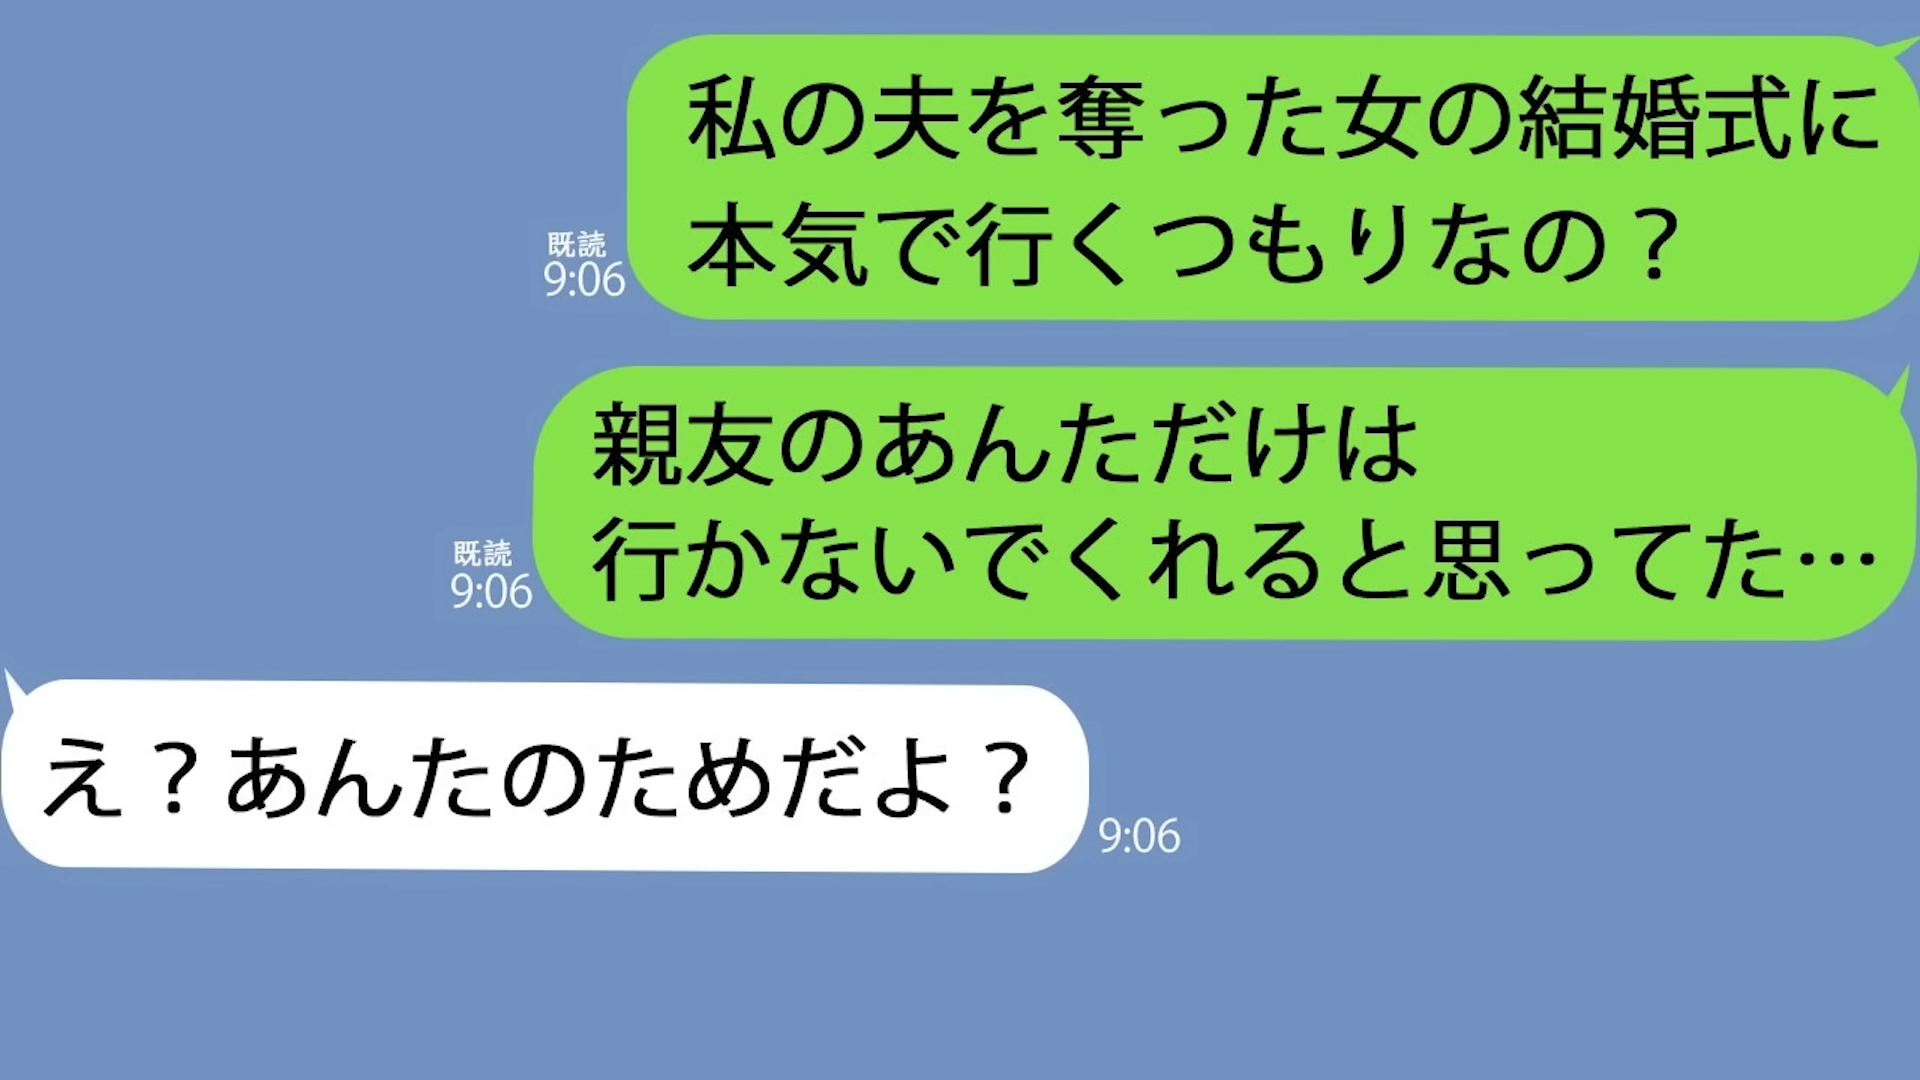 私の夫を奪った女の結婚式に
本気で行くつもりなの？
既読
9:06
親友のあんただけは
行かないでくれると思ってた…
既読
9:06
え？あんたのためだよ？
9:06